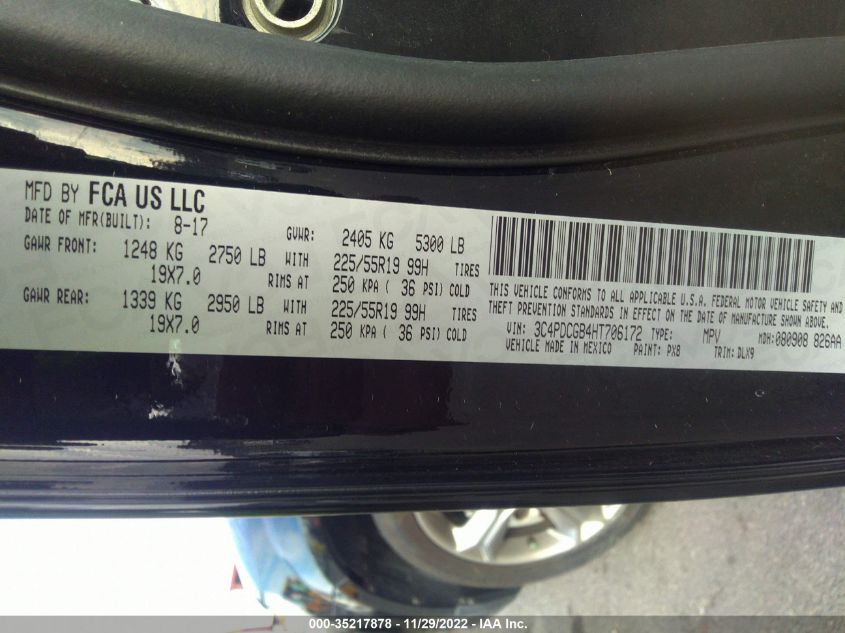 MFD BY FCA US LLC
DATE OF MFR(BUILT): 8-17 GVWR: 2405 KG 5300 LB
GAWR FRONT: 1248 KG 2750 LB WITH 225/55R19 99H TIRES
19X7.0 RIMS AT 250 KPA ( 36 PSI) COLD
GAWR REAR: 1339 KG 2950 LB WITH 225/55R19 99H TIRES
19X7.0 RIMS AT 250 KPA ( 36 PSI) COLD
THIS VEHICLE CONFORMS TO ALL APPLICABLE U.S.A. FEDERAL MOTOR VEHICLE SAFETY AND
THEFT PREVENTION STANDARDS IN EFFECT ON THE DATE OF MANUFACTURE SHOWN ABOVE.
VIN: 3C4PDCGB4HT706172 TYPE: MPV MDH: 080908 826AA
VEHICLE MADE IN MEXICO PAINT: PX8 TRIM: DLX9
000-35217878 - 11/29/2022 - IAA Inc.